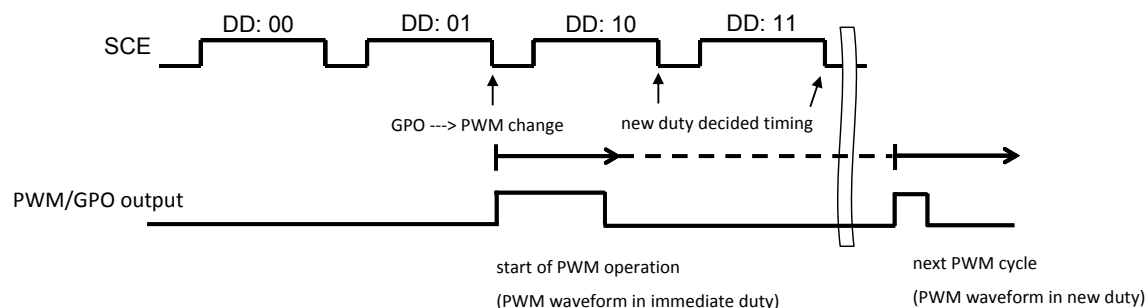 DD: 00 DD: 01 DD: 10 DD: 11
SCE
GPO ---> PWM change
new duty decided timing
PWM/GPO output
start of PWM operation
(PWM waveform in immediate duty)
next PWM cycle
(PWM waveform in new duty)